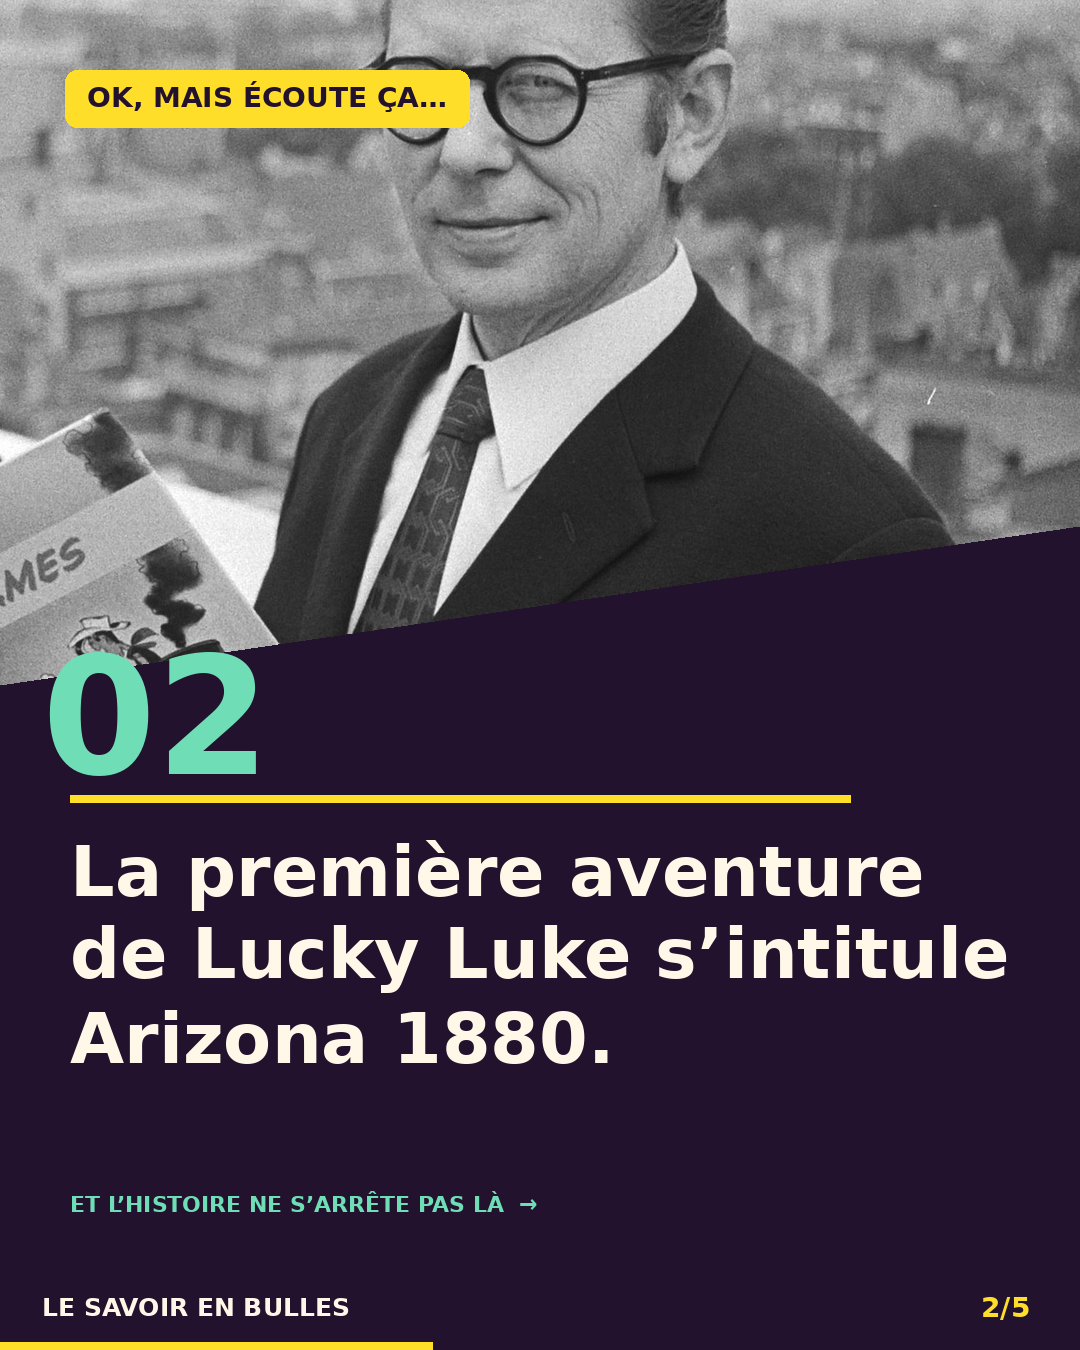 OK, MAIS ÉCOUTE ÇA…
MES
02
La première aventure
de Lucky Luke s’intitule
Arizona 1880.
ET L’HISTOIRE NE S’ARRÊTE PAS LÀ →
LE SAVOIR EN BULLES
2/5